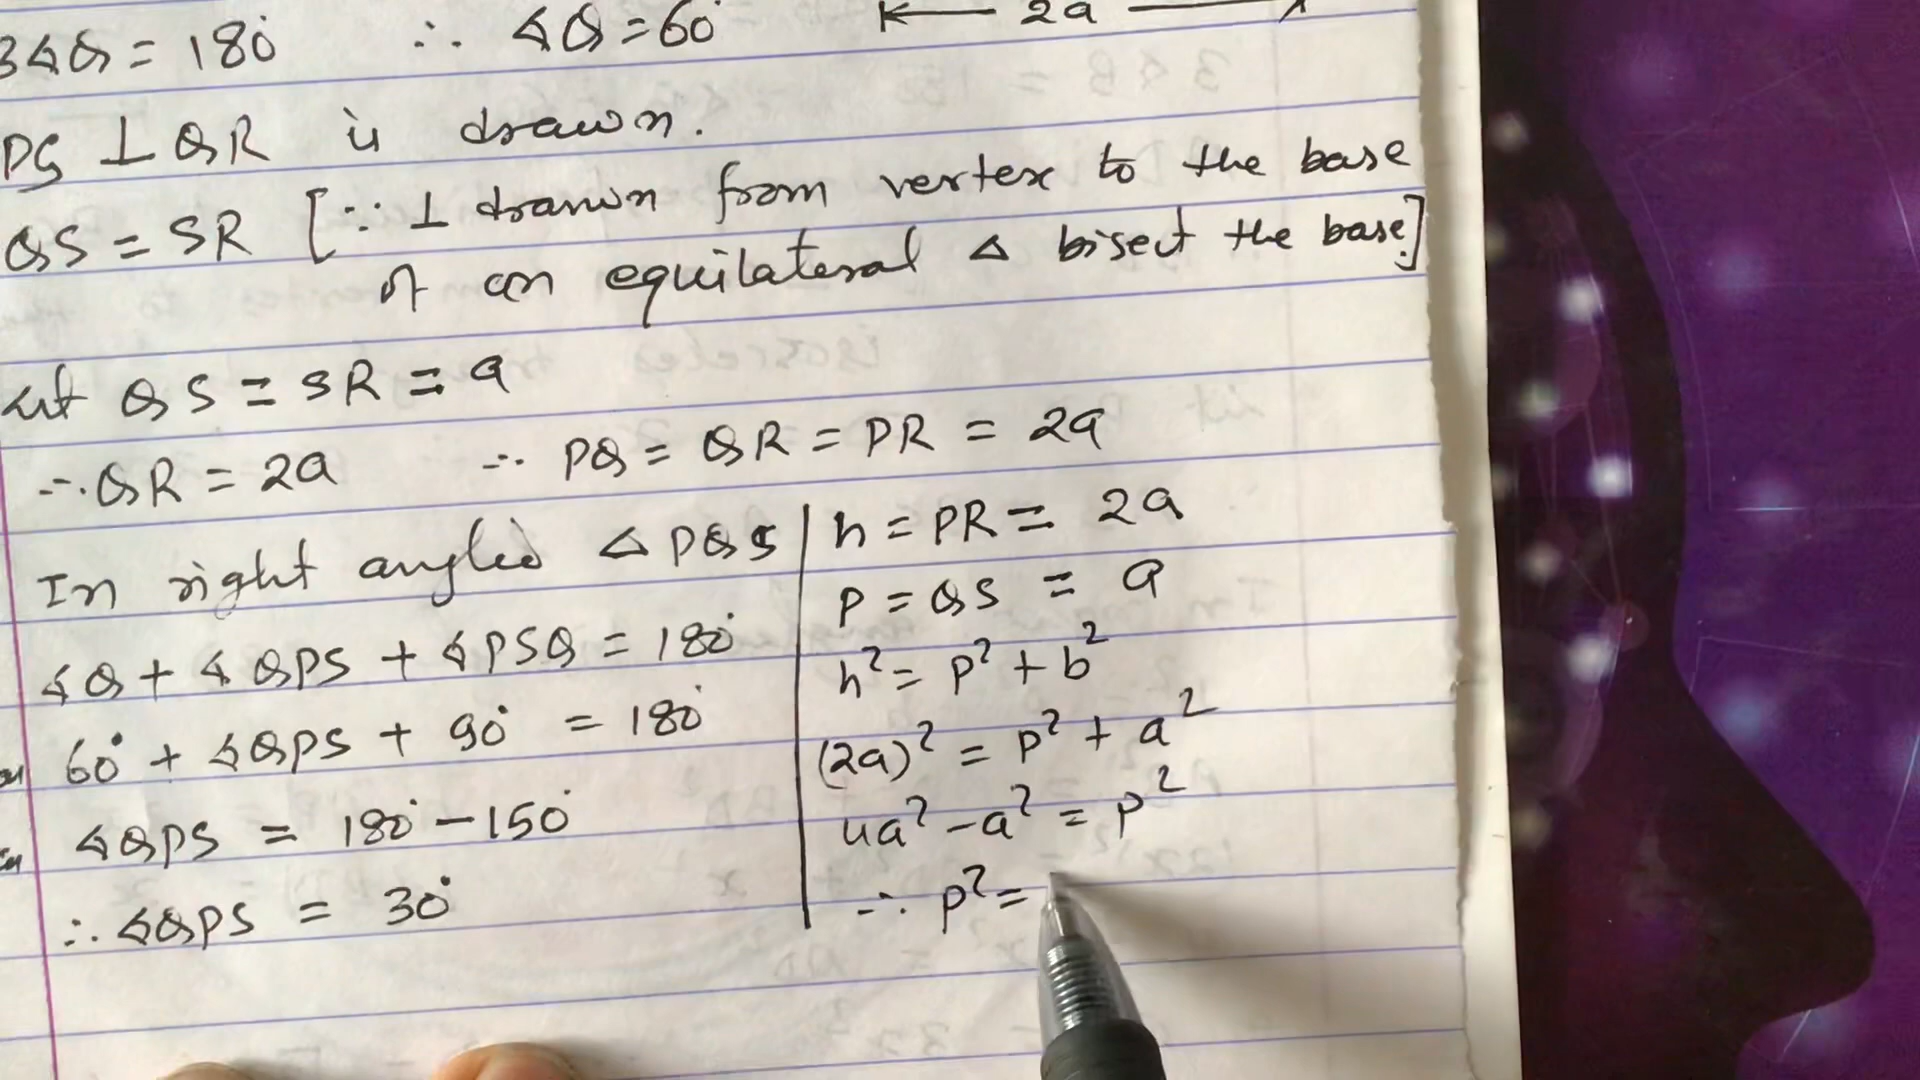 3∢Q = 180° ∴ ∢Q = 60° 2a
PS ⊥ QR is drawn.
QS = SR [∵ ⊥ drawn from vertex to the base
of an equilateral △ bisect the base.]
Let QS = SR = a
∴ QR = 2a ∴ PQ = QR = PR = 2a
In right angled △PQS
∢Q + ∢QPS + ∢PSQ = 180°
60° + ∢QPS + 90° = 180°
∢QPS = 180° - 150°
∴ ∢QPS = 30°
h = PR = 2a
p = QS = a
h² = p² + b²
(2a)² = p² + a²
4a² - a² = p²
∴ p² =